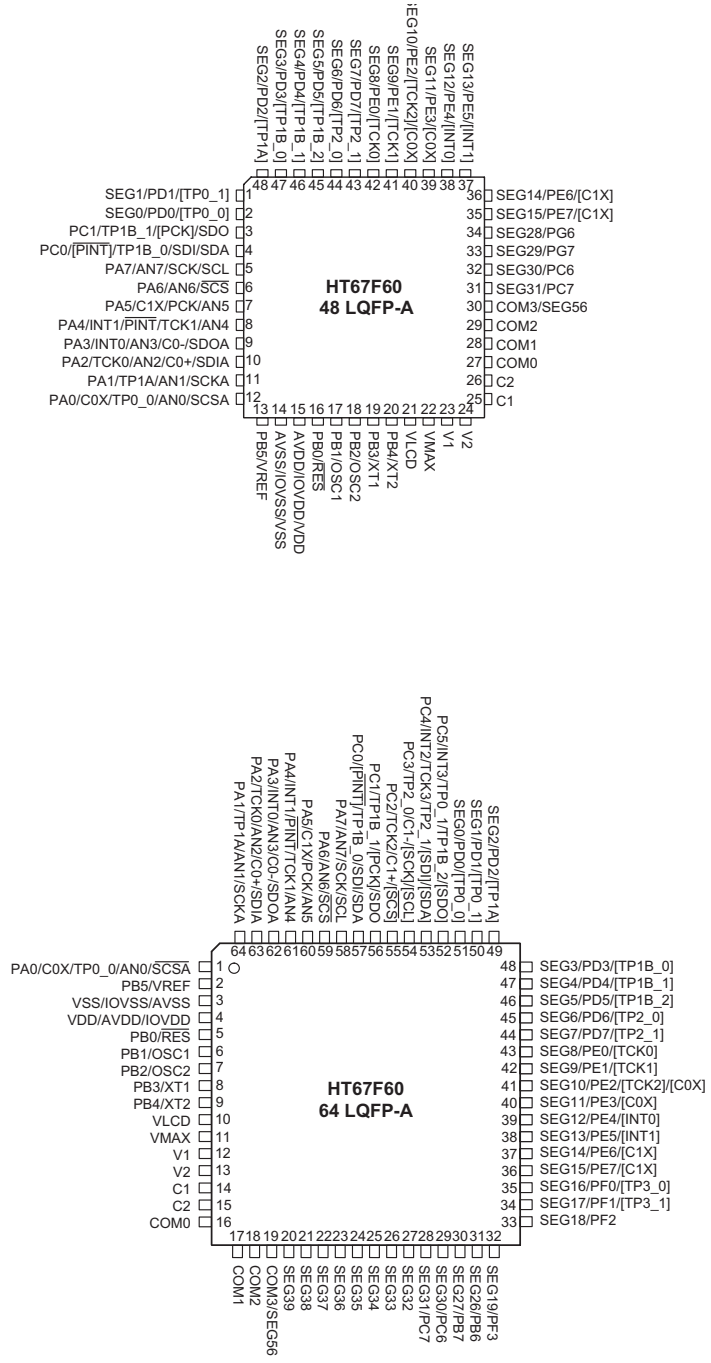 SEG2/PD2/[TP1A]
SEG3/PD3/[TP1B_0]
SEG4/PD4/[TP1B_1]
SEG5/PD5/[TP1B_2]
SEG6/PD6/[TP2_0]
SEG7/PD7/[TP2_1]
SEG8/PE0/[TCK0]
SEG9/PE1/[TCK1]
SEG10/PE2/[TCK2]/[C0X]
SEG11/PE3/[C0X]
SEG12/PE4/[INT0]
SEG13/PE5/[INT1]
48 47 46 45 44 43 42 41 40 39 38 37
SEG1/PD1/[TP0_1] 1
SEG0/PD0/[TP0_0] 2
PC1/TP1B_1/[PCK]/SDO 3
PC0/[PINT]/TP1B_0/SDI/SDA 4
PA7/AN7/SCK/SCL 5
PA6/AN6/SCS 6
PA5/C1X/PCK/AN5 7
PA4/INT1/PINT/TCK1/AN4 8
PA3/INT0/AN3/C0-/SDOA 9
PA2/TCK0/AN2/C0+/SDIA 10
PA1/TP1A/AN1/SCKA 11
PA0/C0X/TP0_0/AN0/SCSA 12
HT67F60
48 LQFP-A
36 SEG14/PE6/[C1X]
35 SEG15/PE7/[C1X]
34 SEG28/PG6
33 SEG29/PG7
32 SEG30/PC6
31 SEG31/PC7
30 COM3/SEG56
29 COM2
28 COM1
27 COM0
26 C2
25 C1
13 14 15 16 17 18 19 20 21 22 23 24
PB5/VREF
AVSS/IOVSS/VSS
AVDD/IOVDD/VDD
PB0/RES
PB1/OSC1
PB2/OSC2
PB3/XT1
PB4/XT2
VLCD
VMAX
V1
V2
PA1/TP1A/AN1/SCKA
PA2/TCK0/AN2/C0+/SDIA
PA3/INT0/AN3/C0-/SDOA
PA4/INT1/PINT/TCK1/AN4
PA5/C1X/PCK/AN5
PA6/AN6/SCS
PA7/AN7/SCK/SCL
PC0/[PINT]/TP1B_0/SDI/SDA
PC1/TP1B_1/[PCK]/SDO
PC2/TCK2/C1+/[SCS]
PC3/TP2_0/C1-/[SCK]/[SCL]
PC4/INT2/TCK3/TP2_1/[SDI]/[SDA]
PC5/INT3/TP0_1/TP1B_2/[SDO]
SEG0/PD0/[TP0_0]
SEG1/PD1/[TP0_1]
SEG2/PD2/[TP1A]
64 63 62 61 60 59 58 57 56 55 54 53 52 51 50 49
PA0/C0X/TP0_0/AN0/SCSA 1
PB5/VREF 2
VSS/IOVSS/AVSS 3
VDD/AVDD/IOVDD 4
PB0/RES 5
PB1/OSC1 6
PB2/OSC2 7
PB3/XT1 8
PB4/XT2 9
VLCD 10
VMAX 11
V1 12
V2 13
C1 14
C2 15
COM0 16
HT67F60
64 LQFP-A
48 SEG3/PD3/[TP1B_0]
47 SEG4/PD4/[TP1B_1]
46 SEG5/PD5/[TP1B_2]
45 SEG6/PD6/[TP2_0]
44 SEG7/PD7/[TP2_1]
43 SEG8/PE0/[TCK0]
42 SEG9/PE1/[TCK1]
41 SEG10/PE2/[TCK2]/[C0X]
40 SEG11/PE3/[C0X]
39 SEG12/PE4/[INT0]
38 SEG13/PE5/[INT1]
37 SEG14/PE6/[C1X]
36 SEG15/PE7/[C1X]
35 SEG16/PF0/[TP3_0]
34 SEG17/PF1/[TP3_1]
33 SEG18/PF2
17 18 19 20 21 22 23 24 25 26 27 28 29 30 31 32
COM1
COM2
COM3/SEG56
SEG39
SEG38
SEG37
SEG36
SEG35
SEG34
SEG33
SEG32
SEG31/PC7
SEG30/PC6
SEG27/PB7
SEG26/PB6
SEG19/PF3